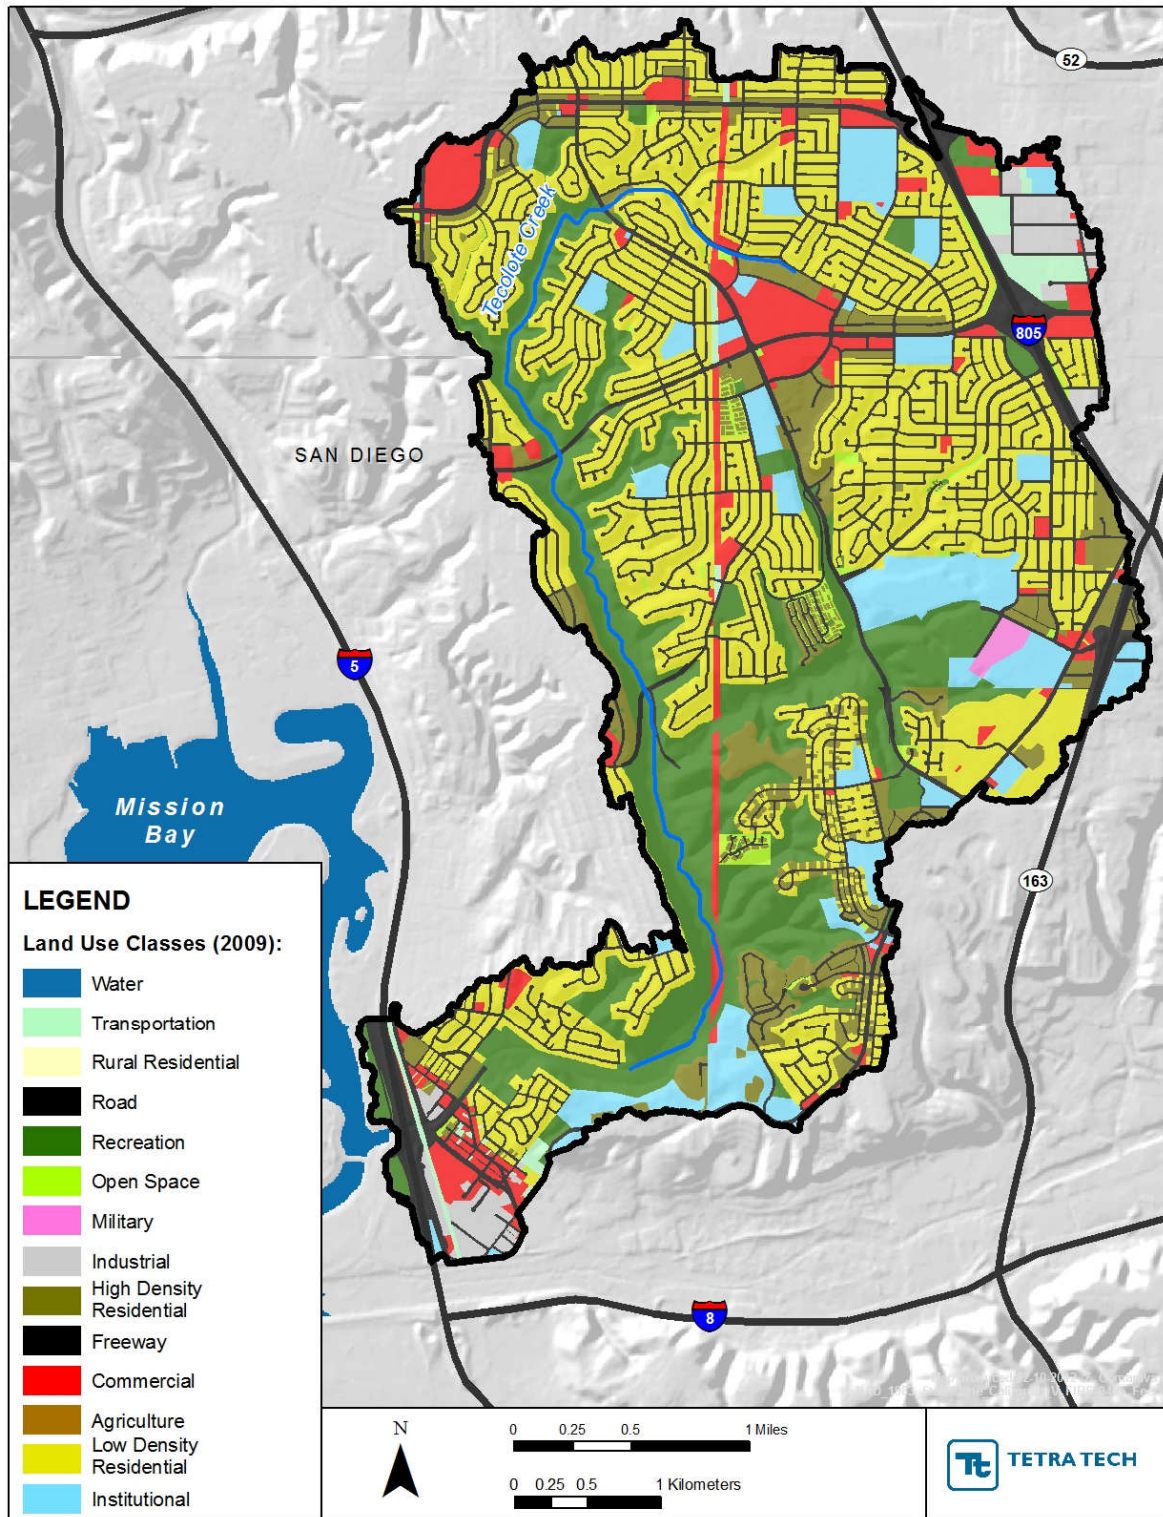 52
Tecolote Creek
805
SAN DIEGO
5
Mission
Bay
163
8
LEGEND
Land Use Classes (2009):
Water
Transportation
Rural Residential
Road
Recreation
Open Space
Military
Industrial
High Density
Residential
Freeway
Commercial
Agriculture
Low Density
Residential
Institutional
N
0 0.25 0.5 1 Miles
0 0.25 0.5 1 Kilometers
Tt
TETRA TECH